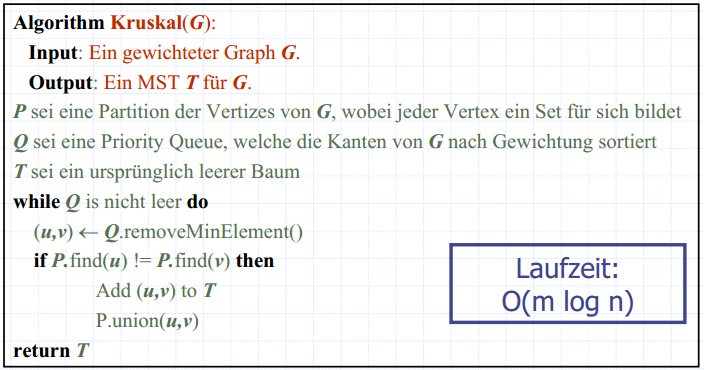 Algorithm Kruskal(G):
Input: Ein gewichteter Graph G.
Output: Ein MST T für G.
P sei eine Partition der Vertizes von G, wobei jeder Vertex ein Set für sich bildet
Q sei eine Priority Queue, welche die Kanten von G nach Gewichtung sortiert
T sei ein ursprünglich leerer Baum
while Q is nicht leer do
(u,v) ← Q.removeMinElement()
if P.find(u) != P.find(v) then
Add (u,v) to T
P.union(u,v)
return T
Laufzeit:
O(m log n)